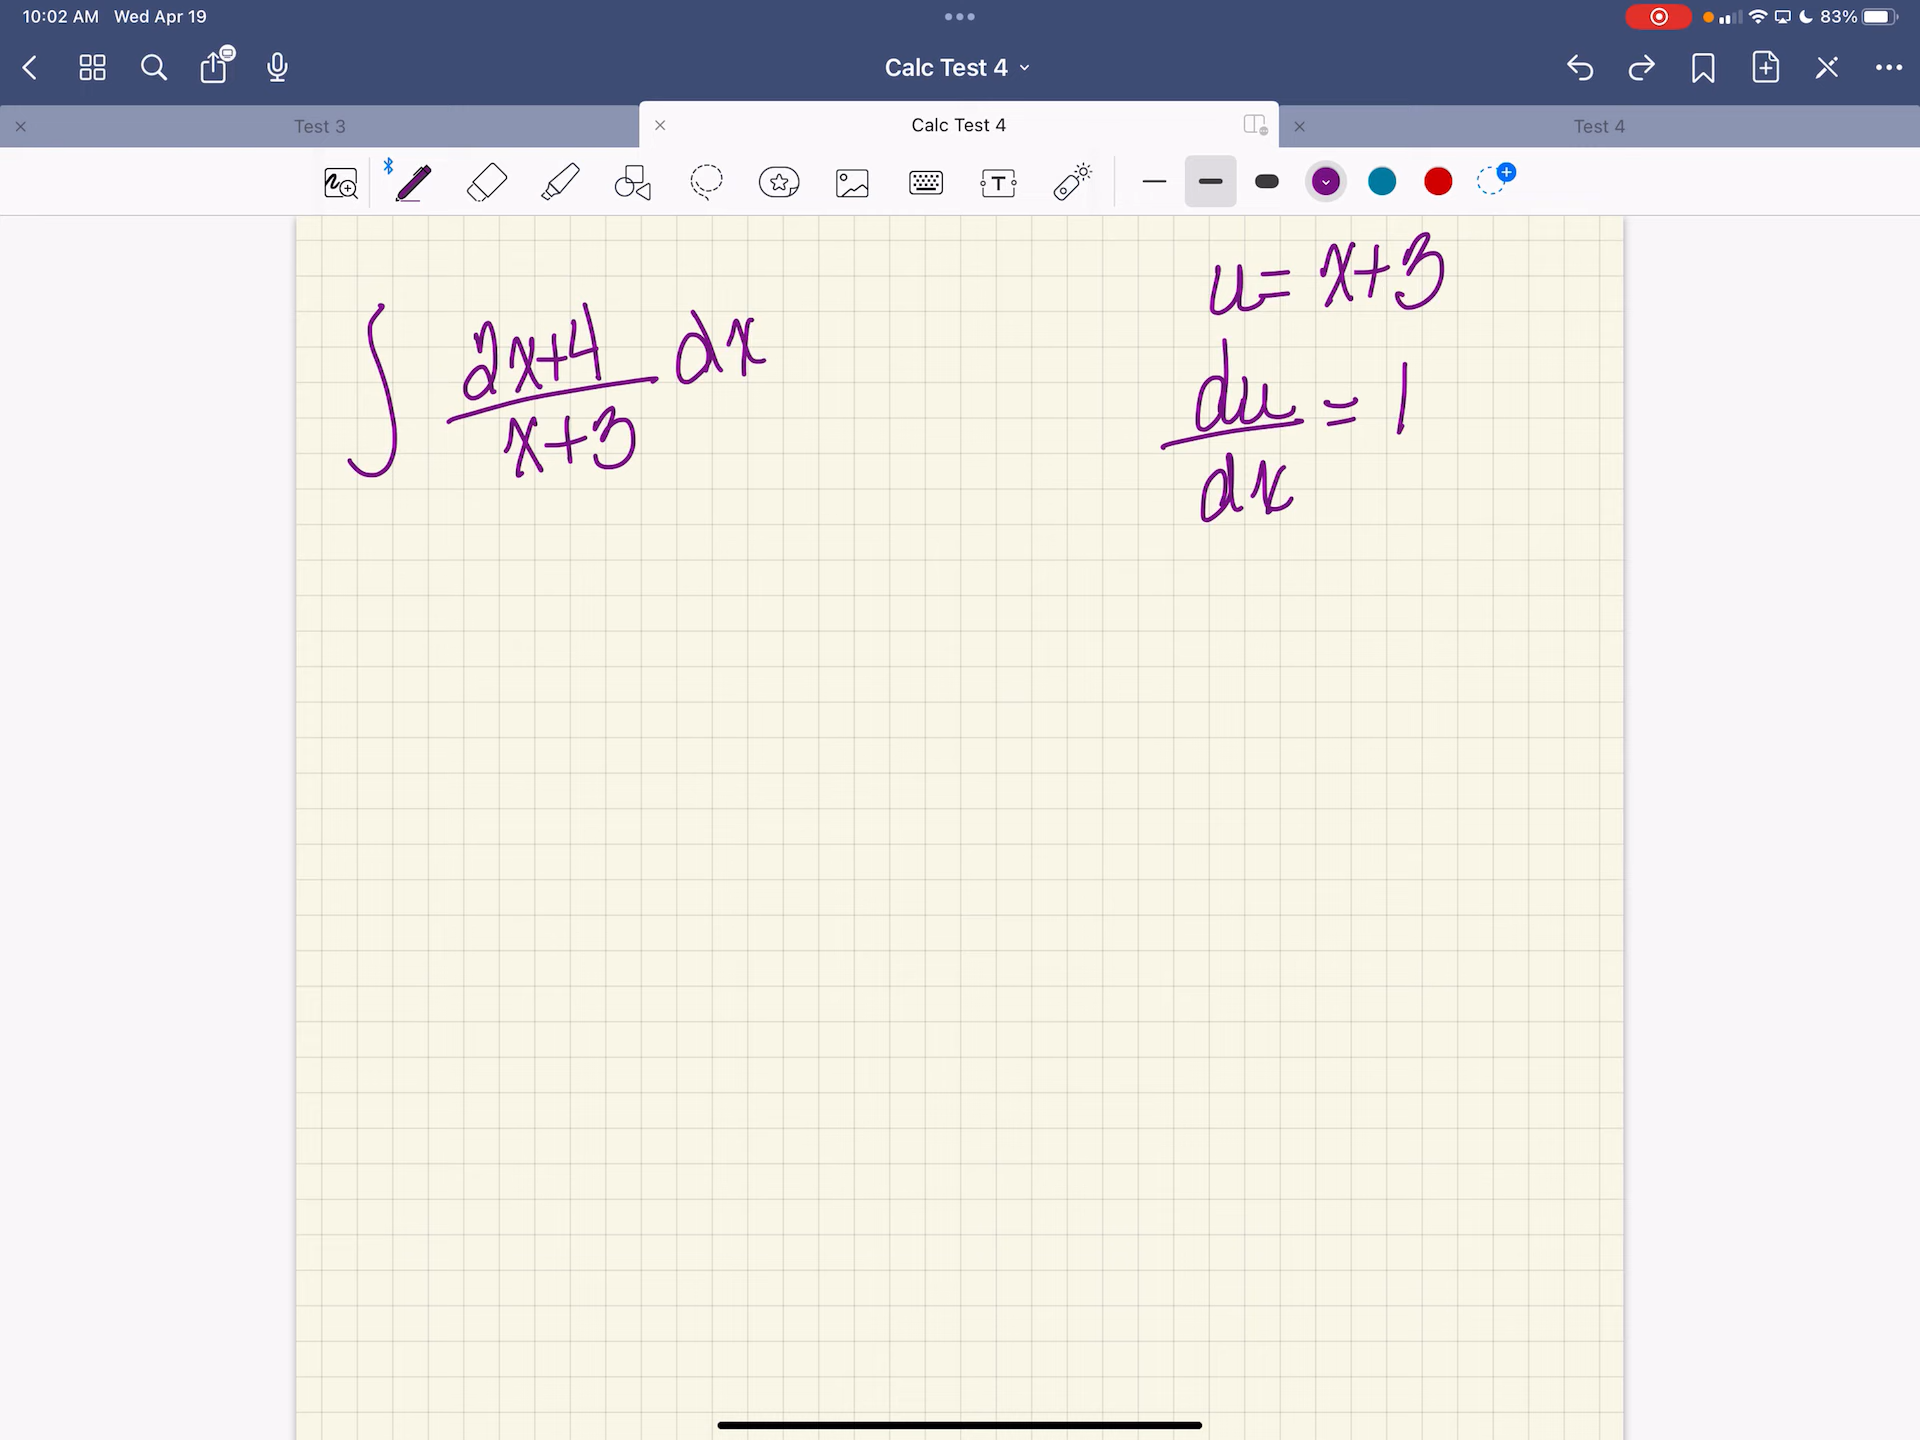 10:02 AM Wed Apr 19
83%
Calc Test 4
Test 3
Calc Test 4
Test 4
T
u = x+3
∫ (2x+4)/(x+3) dx
du/dx = 1